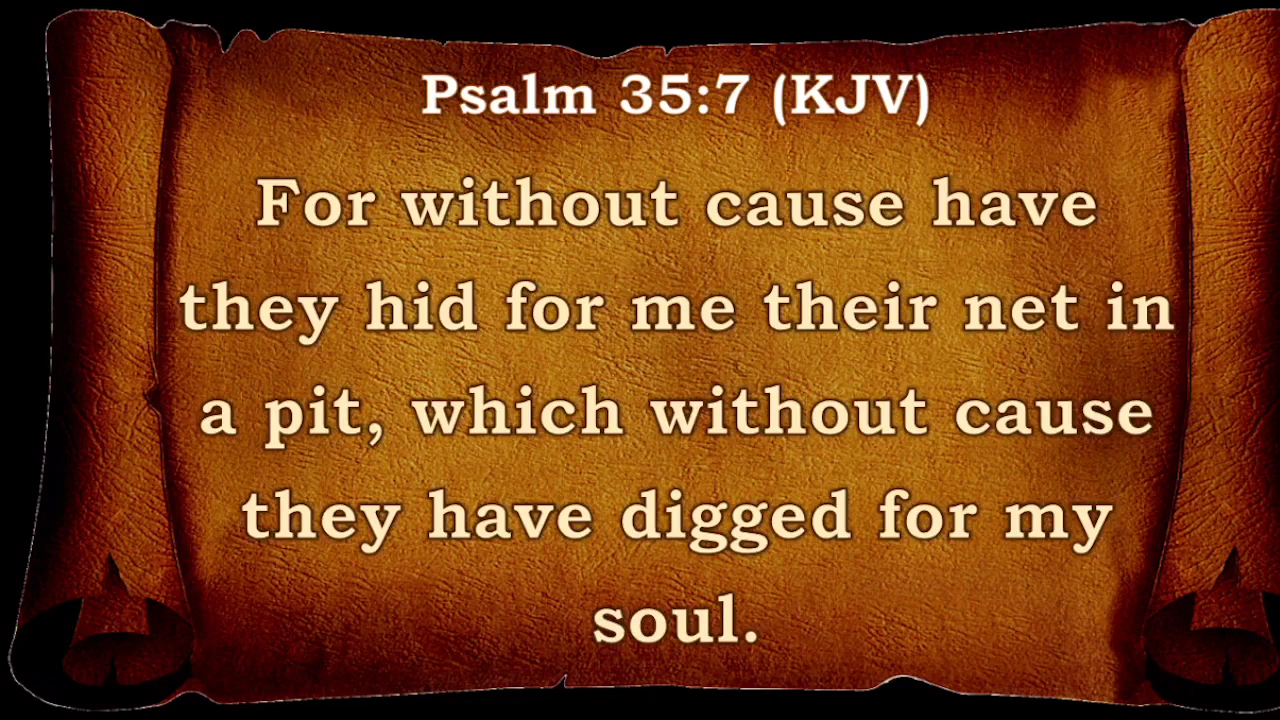 Psalm 35:7 (KJV)
For without cause have
they hid for me their net in
a pit, which without cause
they have digged for my
soul.